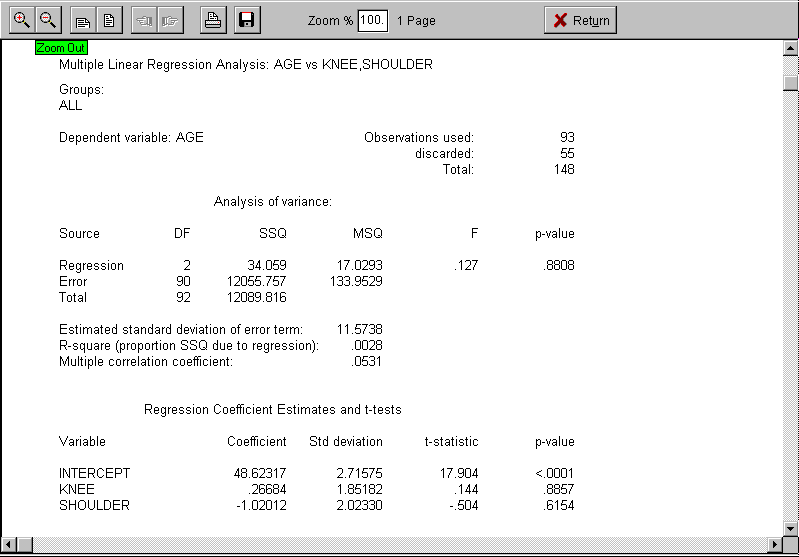 Zoom % 100. 1 Page Return
Zoom Out
Multiple Linear Regression Analysis: AGE vs KNEE,SHOULDER
Groups:
ALL
Dependent variable: AGE Observations used: 93
discarded: 55
Total: 148
Analysis of variance:
Source DF SSQ MSQ F p-value
Regression 2 34.059 17.0293 .127 .8808
Error 90 12055.757 133.9529
Total 92 12089.816
Estimated standard deviation of error term: 11.5738
R-square (proportion SSQ due to regression): .0028
Multiple correlation coefficient: .0531
Regression Coefficient Estimates and t-tests
Variable Coefficient Std deviation t-statistic p-value
INTERCEPT 48.62317 2.71575 17.904 <.0001
KNEE .26684 1.85182 .144 .8857
SHOULDER -1.02012 2.02330 -.504 .6154